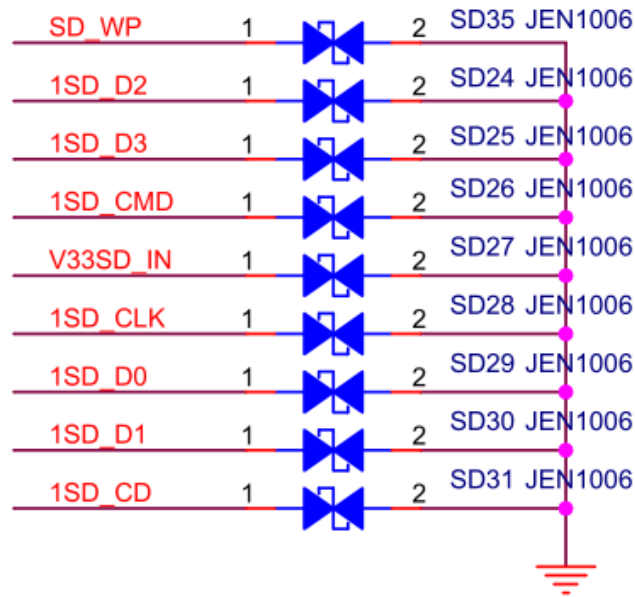 SD_WP 1 2 SD35 JEN1006
1SD_D2 1 2 SD24 JEN1006
1SD_D3 1 2 SD25 JEN1006
1SD_CMD 1 2 SD26 JEN1006
V33SD_IN 1 2 SD27 JEN1006
1SD_CLK 1 2 SD28 JEN1006
1SD_D0 1 2 SD29 JEN1006
1SD_D1 1 2 SD30 JEN1006
1SD_CD 1 2 SD31 JEN1006